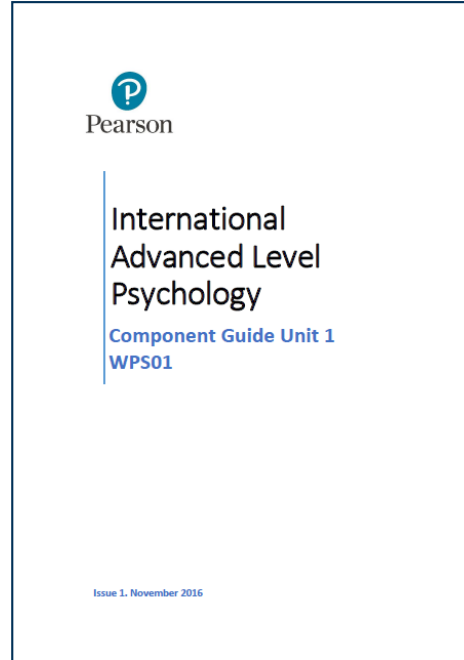 Pearson
International
Advanced Level
Psychology
Component Guide Unit 1
WPS01
Issue 1. November 2016